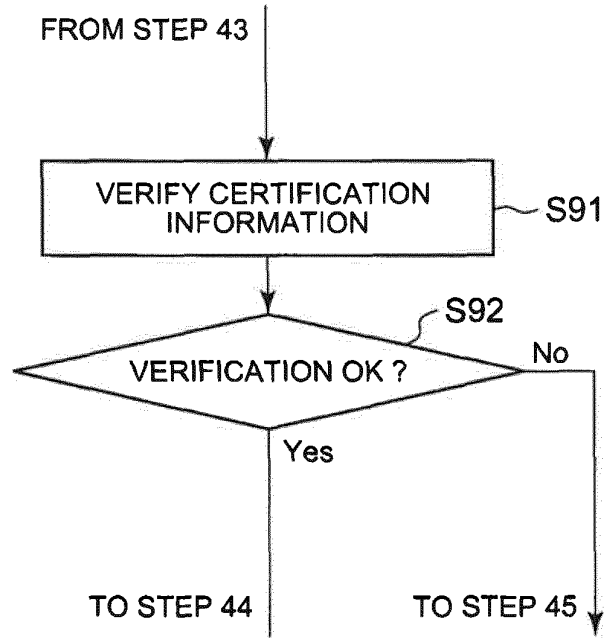 FROM STEP 43
VERIFY CERTIFICATION
INFORMATION
S91
S92
VERIFICATION OK ?
No
Yes
TO STEP 44
TO STEP 45